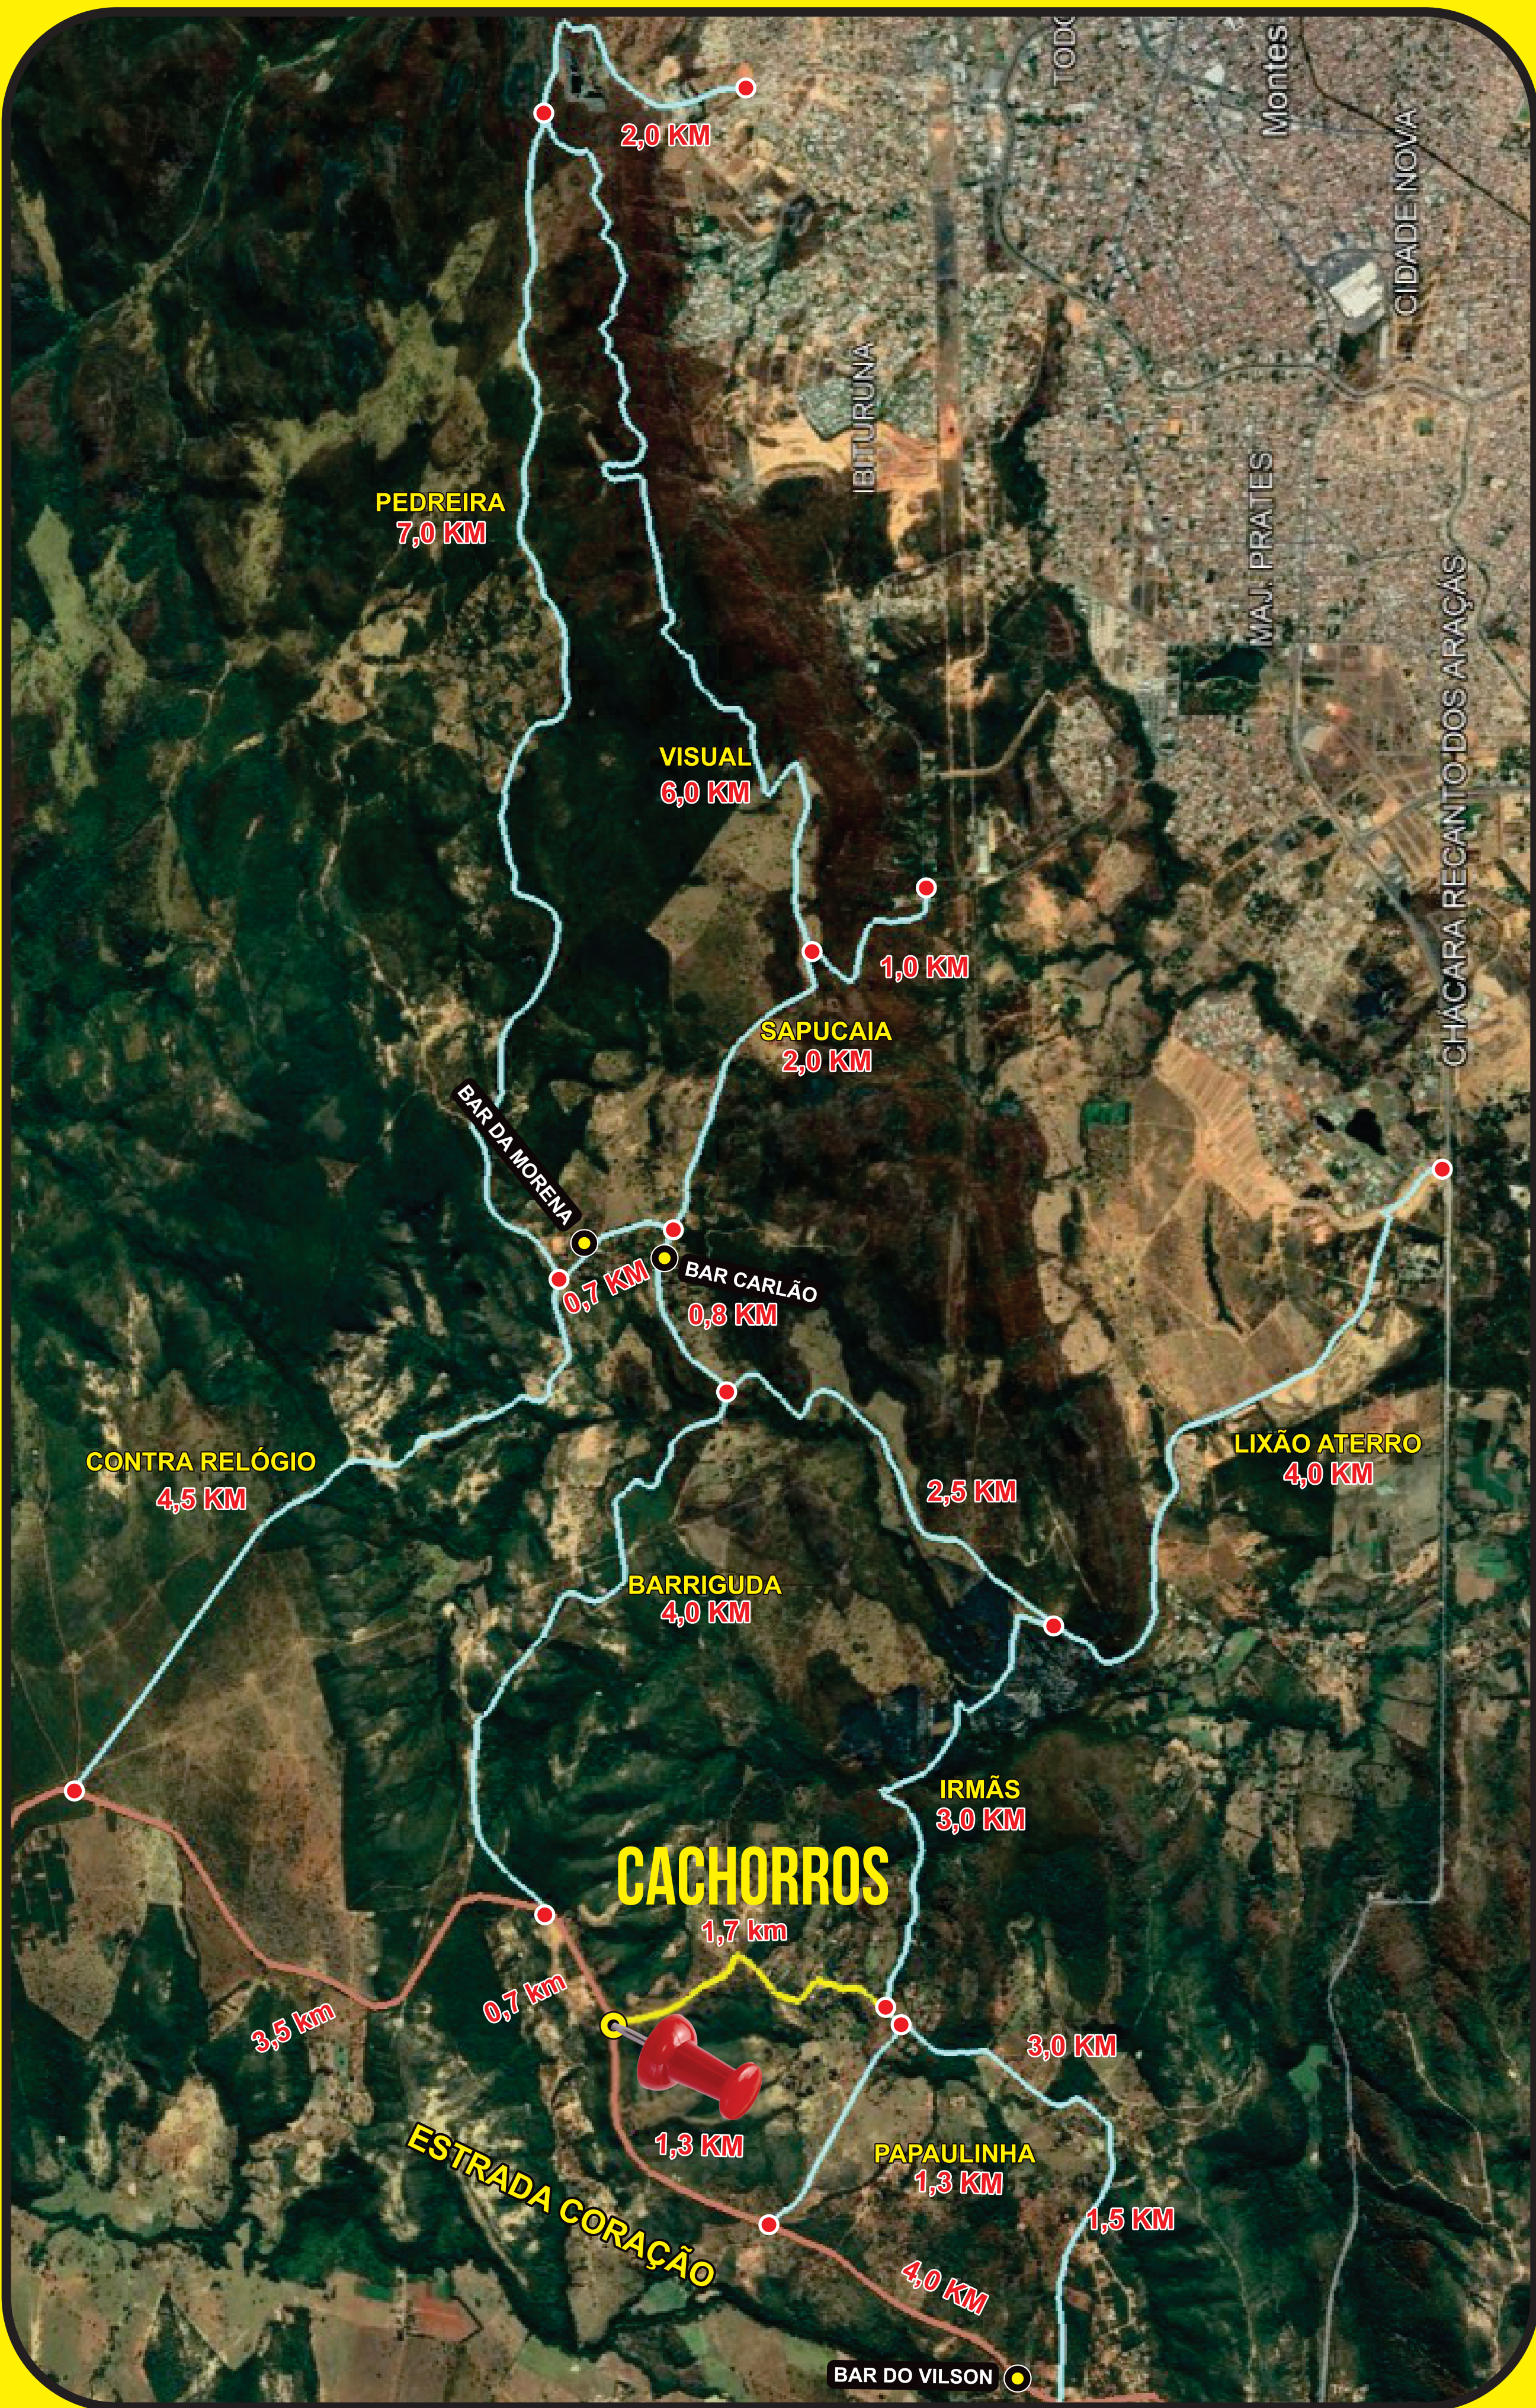 TODO
Montes
CIDADE NOVA
2,0 KM
IBITURUNA
MAJ. PRATES
CHÁCARA RECANTO DOS ARAÇÁS
PEDREIRA
7,0 KM
VISUAL
6,0 KM
1,0 KM
SAPUCAIA
2,0 KM
BAR DA MORENA
0,7 KM
BAR CARLÃO
0,8 KM
CONTRA RELÓGIO
4,5 KM
LIXÃO ATERRO
4,0 KM
2,5 KM
BARRIGUDA
4,0 KM
IRMÃS
3,0 KM
CACHORROS
1,7 km
0,7 km
3,5 km
3,0 KM
1,3 KM
PAPAULINHA
1,3 KM
1,5 KM
ESTRADA CORAÇÃO
4,0 KM
BAR DO VILSON